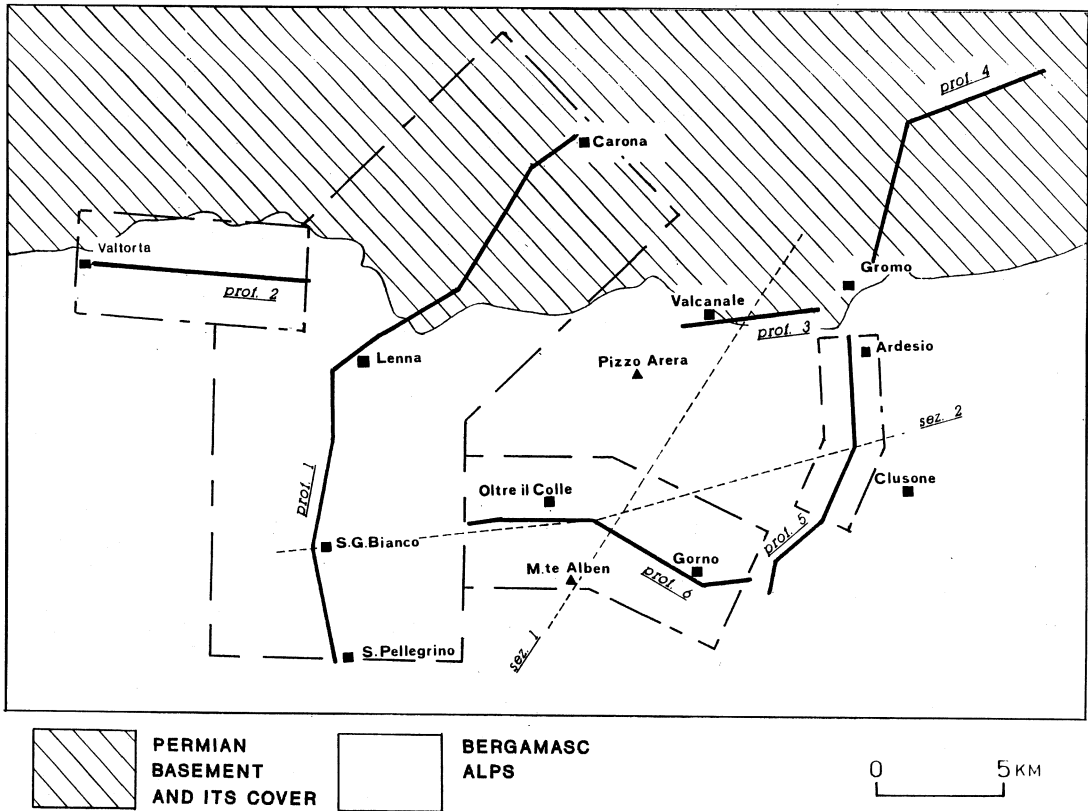 prof. 4
Carona
Valtorta
prof. 2
Gromo
Valcanale
prof. 3
Lenna
Pizzo Arera
Ardesio
sez. 2
prof. 1
Oltre il Colle
Clusone
S.G.Bianco
prof. 5
M.te Alben
Gorno
prof. 6
sez. 1
S.Pellegrino
PERMIAN
BASEMENT
AND ITS COVER
BERGAMASC
ALPS
0 5 KM